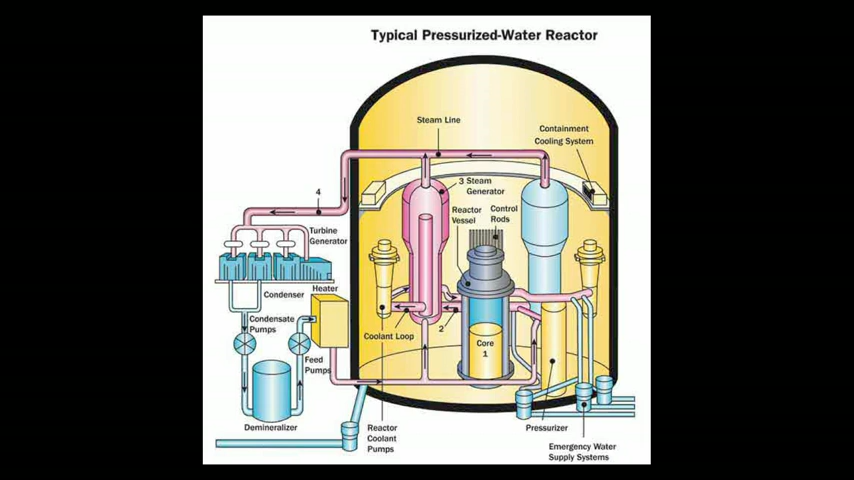 Typical Pressurized-Water Reactor
Steam Line
Containment
Cooling System
3 Steam
Generator
4
Reactor
Vessel
Control
Rods
Turbine
Generator
Heater
Condenser
Condensate
Pumps
Coolant Loop
2
Core
1
Feed
Pumps
Demineralizer
Reactor
Coolant
Pumps
Pressurizer
Emergency Water
Supply Systems